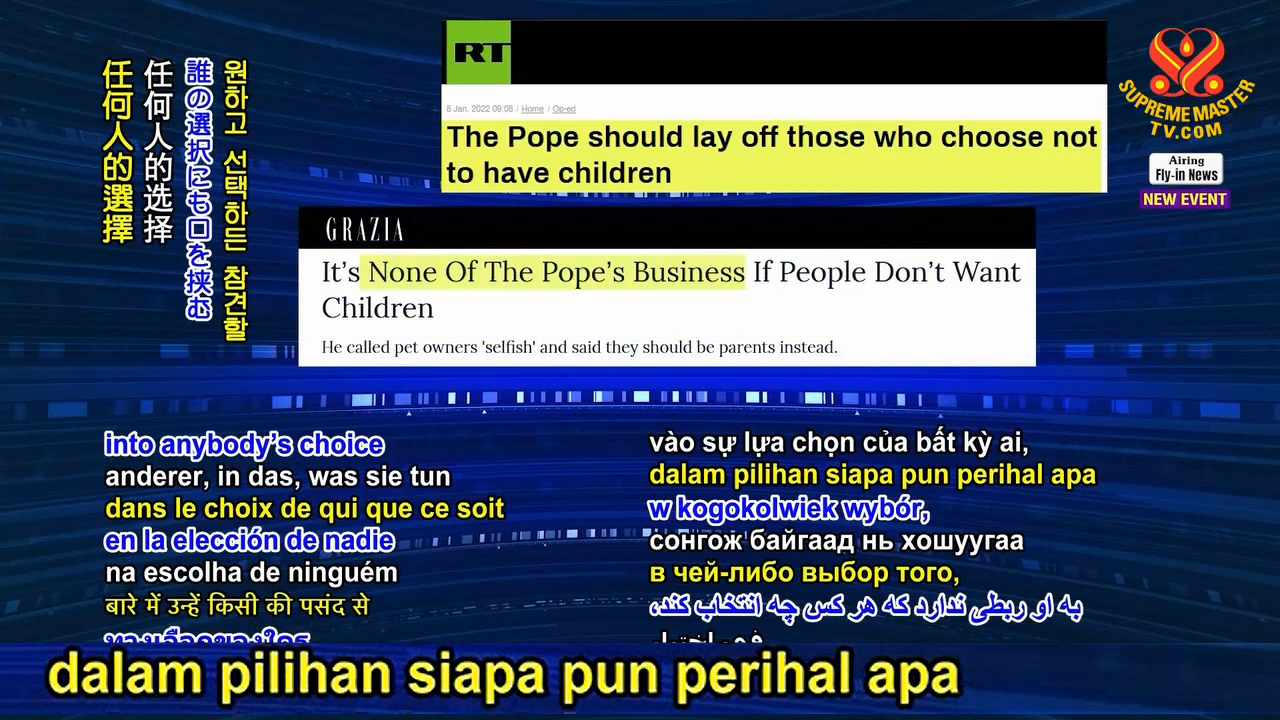 任何人的選擇
任何人的选择
誰の選択にも口を挟む
원하고 선택하든 참견할
RT
8 Jan, 2022 09:08 / Home / Op-ed
The Pope should lay off those who choose not
to have children
SUPREME MASTER
TV.COM
Airing
Fly-in News
NEW EVENT
GRAZIA
It’s None Of The Pope’s Business If People Don’t Want
Children
He called pet owners 'selfish' and said they should be parents instead.
into anybody’s choice
anderer, in das, was sie tun
dans le choix de qui que ce soit
en la elección de nadie
na escolha de ninguém
बारे में उन्हें किसी की पसंद से
vào sự lựa chọn của bất kỳ ai,
dalam pilihan siapa pun perihal apa
w kogokolwiek wybór,
сонгож байгаад нь хошуугаа
в чей-либо выбор того,
به او ربطی ندارد که هر کس چه انتخاب کند،
dalam pilihan siapa pun perihal apa